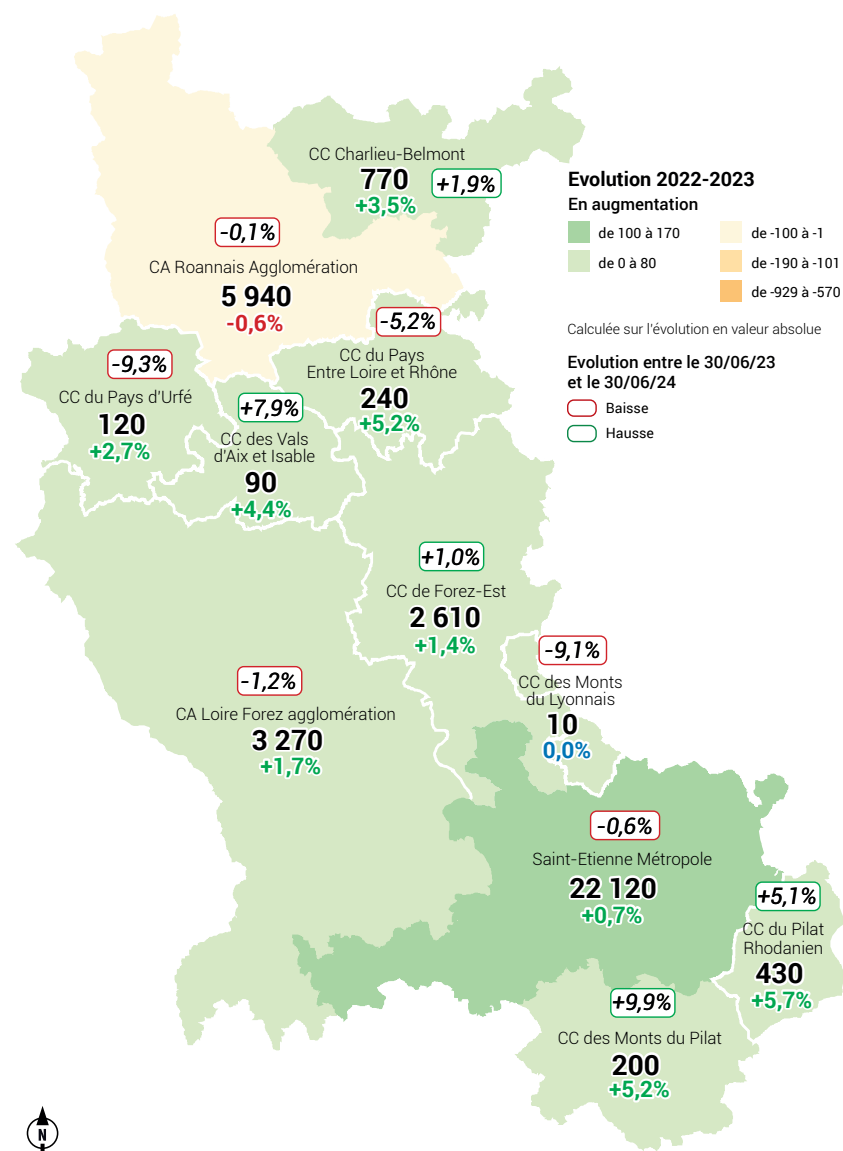 CC Charlieu-Belmont
770
+1,9%
+3,5%
-0,1%
CA Roannais Agglomération
5 940
-0,6%
-5,2%
CC du Pays
Entre Loire et Rhône
240
+5,2%
-9,3%
CC du Pays d'Urfé
120
+2,7%
+7,9%
CC des Vals
d'Aix et Isable
90
+4,4%
+1,0%
CC de Forez-Est
2 610
+1,4%
-9,1%
CC des Monts
du Lyonnais
10
0,0%
-1,2%
CA Loire Forez agglomération
3 270
+1,7%
-0,6%
Saint-Etienne Métropole
22 120
+0,7%
+5,1%
CC du Pilat
Rhodanien
430
+5,7%
+9,9%
CC des Monts du Pilat
200
+5,2%
Evolution 2022-2023
En augmentation
de 100 à 170
de -100 à -1
de 0 à 80
de -190 à -101
de -929 à -570
Calculée sur l'évolution en valeur absolue
Evolution entre le 30/06/23
et le 30/06/24
Baisse
Hausse
N